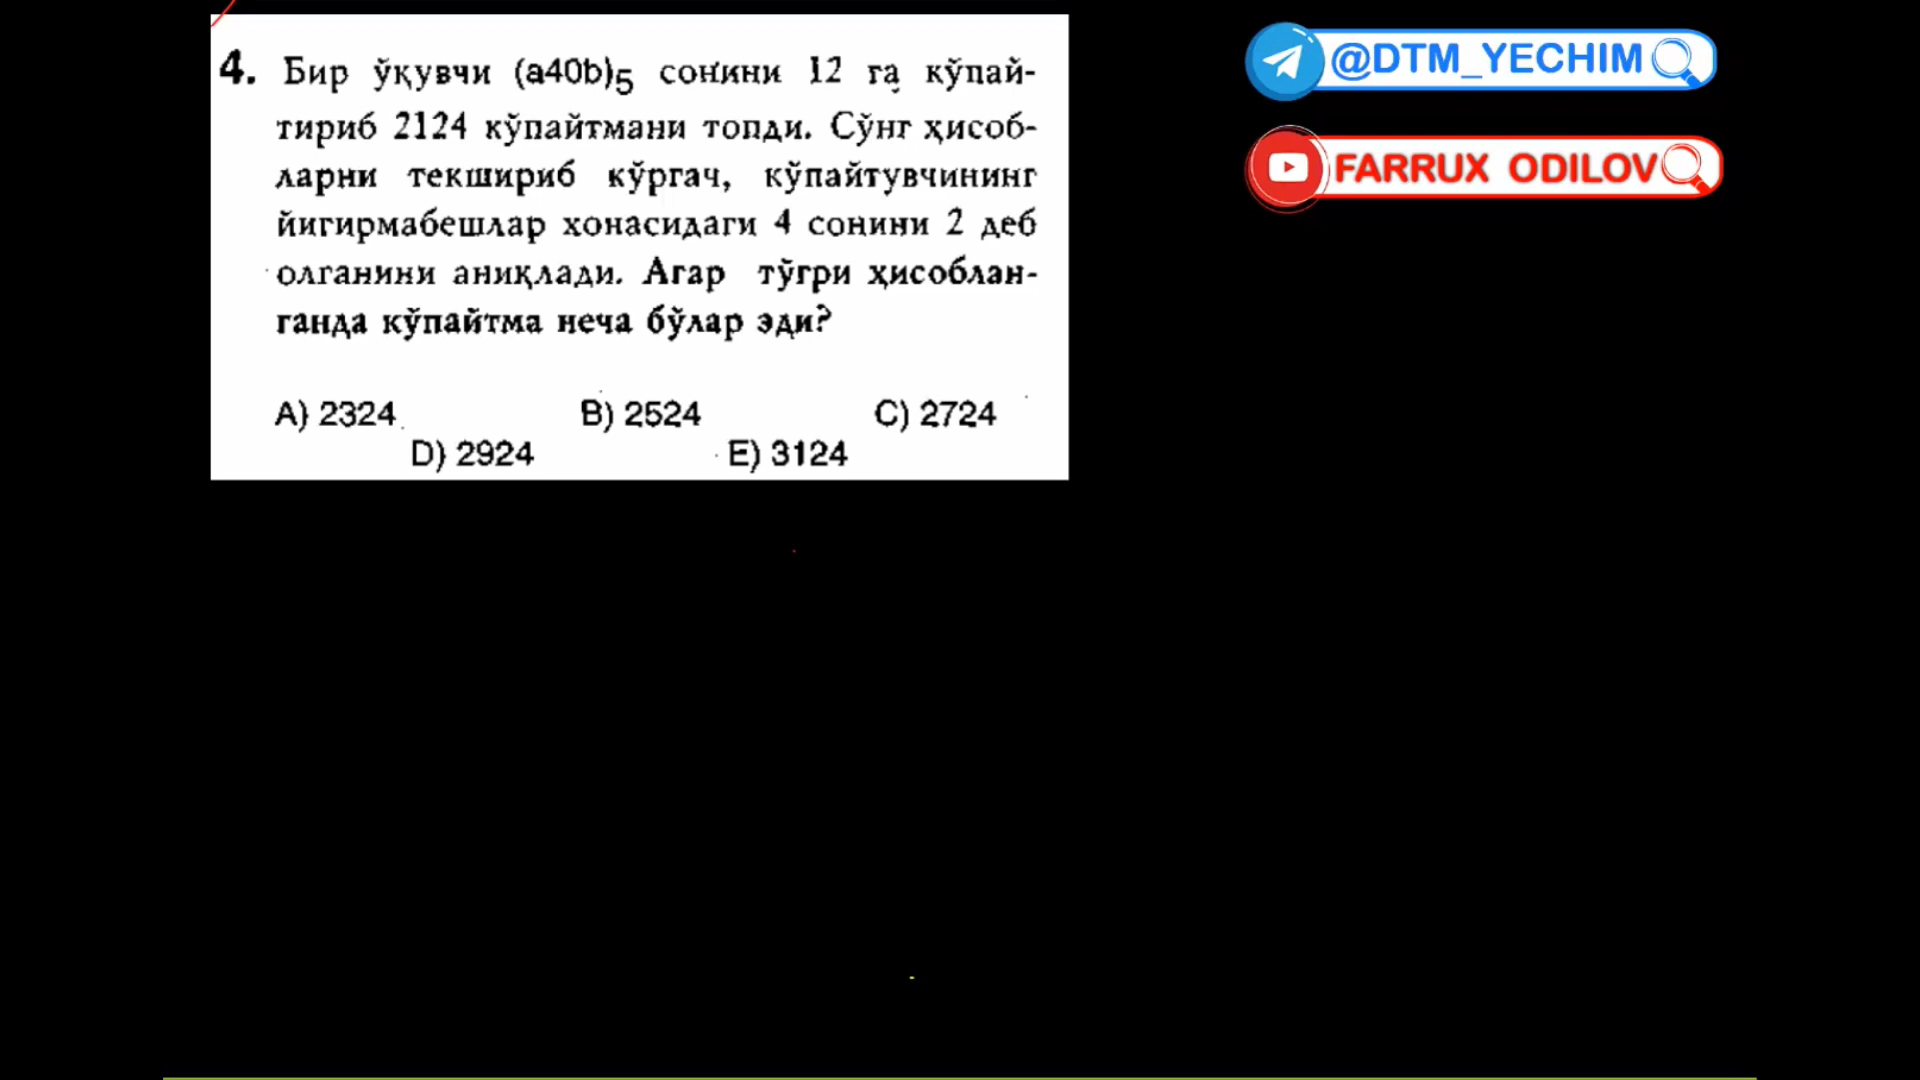 4. Бир ўқувчи (a40b)5 сонини 12 га кўпай-
тириб 2124 кўпайтмани топди. Сўнг ҳисоб-
ларни текшириб кўргач, кўпайтувчининг
йигирмабешлар хонасидаги 4 сонини 2 деб
олганини аниқлади. Агар тўгри ҳисоблан-
ганда кўпайтма неча бўлар эди?
A) 2324 B) 2524 C) 2724
D) 2924 E) 3124
@DTM_YECHIM
FARRUX ODILOV